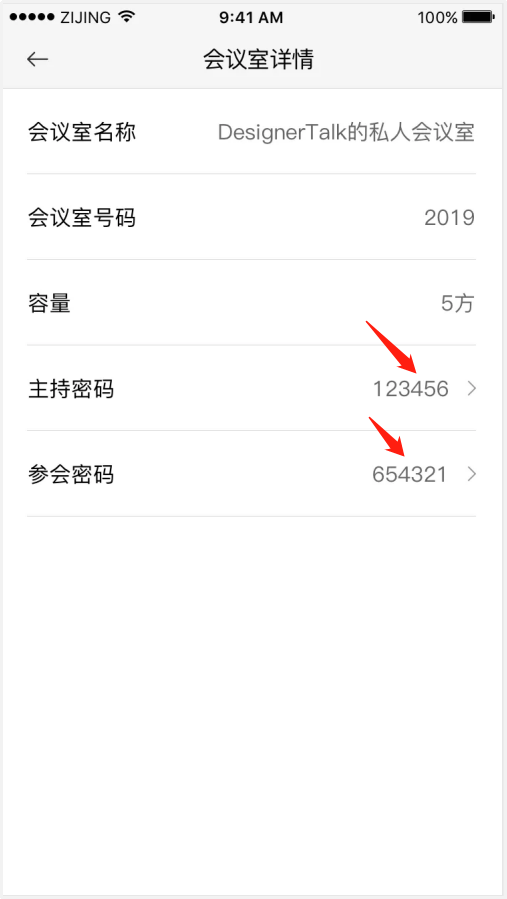 ZIJING 9:41 AM 100%
会议室详情
会议室名称 DesignerTalk的私人会议室
会议室号码 2019
容量 5方
主持密码 123456
参会密码 654321